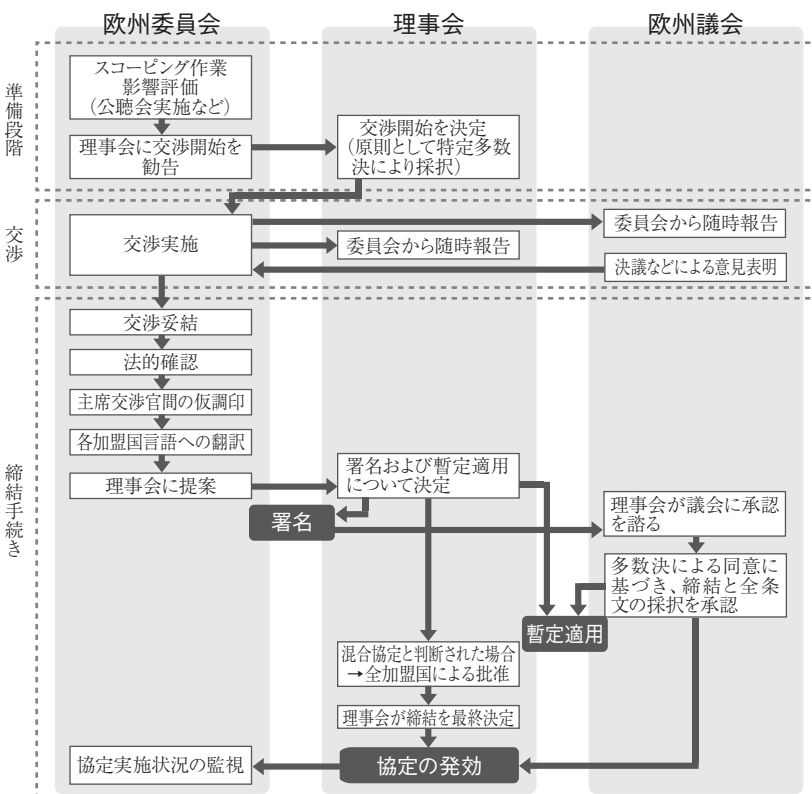 欧州委員会
理事会
欧州議会
準備段階
スコーピング作業
影響評価
（公聴会実施など）
理事会に交渉開始を
勧告
交渉開始を決定
（原則として特定多数
決により採択）
交渉
交渉実施
委員会から随時報告
委員会から随時報告
決議などによる意見表明
締結手続き
交渉妥結
法的確認
主席交渉官間の仮調印
各加盟国言語への翻訳
理事会に提案
署名および暫定適用
について決定
署名
理事会が議会に承認
を諮る
多数決による同意に
基づき、締結と全条
文の採択を承認
暫定適用
混合協定と判断された場合
→全加盟国による批准
理事会が締結を最終決定
協定の発効
協定実施状況の監視